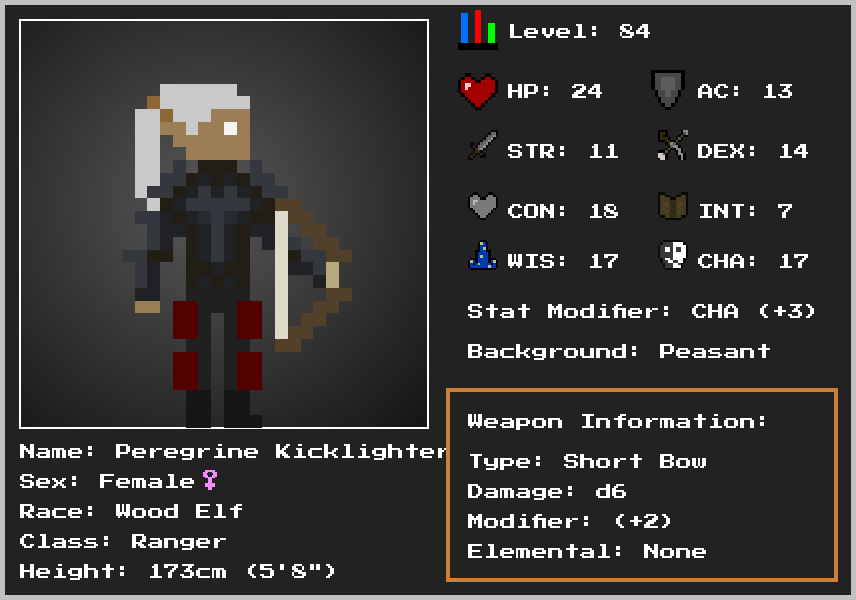 Level: 84
HP: 24 AC: 13
STR: 11 DEX: 14
CON: 18 INT: 7
WIS: 17 CHA: 17
Stat Modifier: CHA (+3)
Background: Peasant
Weapon Information:
Type: Short Bow
Damage: d6
Modifier: (+2)
Elemental: None
Name: Peregrine Kicklighter
Sex: Female♀
Race: Wood Elf
Class: Ranger
Height: 173cm (5'8")